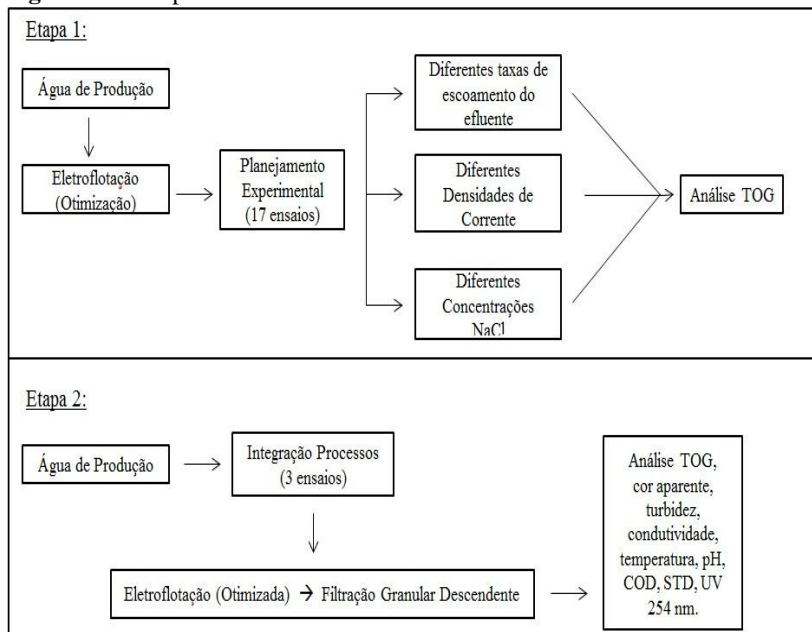 Etapa 1:
Água de Produção
Eletroflotação
(Otimização)
Planejamento
Experimental
(17 ensaios)
Diferentes taxas de
escoamento do
efluente
Diferentes
Densidades de
Corrente
Diferentes
Concentrações
NaCl
Análise TOG
Etapa 2:
Água de Produção
Integração Processos
(3 ensaios)
Eletroflotação (Otimizada) → Filtração Granular Descendente
Análise TOG,
cor aparente,
turbidez,
condutividade,
temperatura, pH,
COD, STD, UV
254 nm.